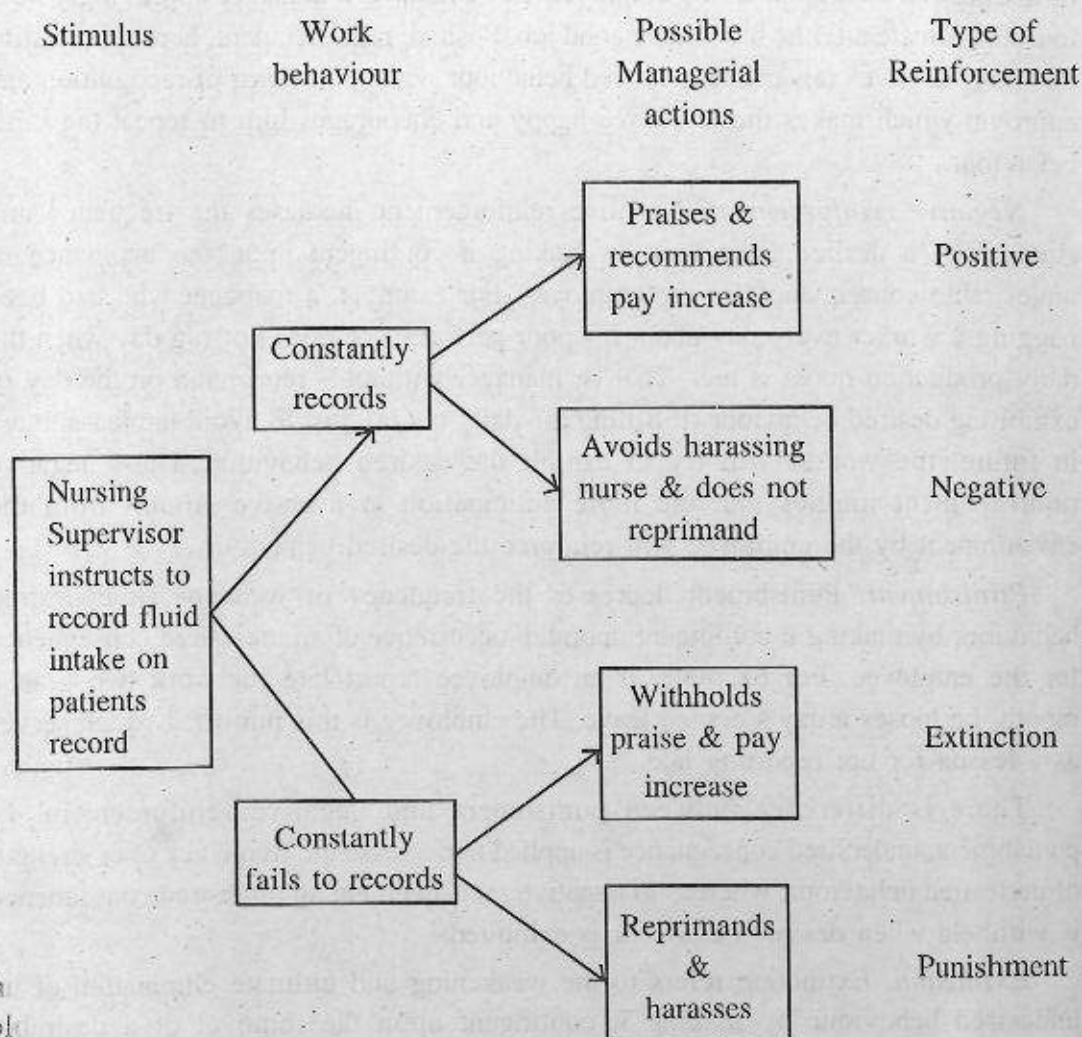 Stimulus
Work
behaviour
Possible
Managerial
actions
Type of
Reinforcement
Nursing
Supervisor
instructs to
record fluid
intake on
patients
record
Constantly
records
Constantly
fails to records
Praises &
recommends
pay increase
Positive
Avoids harassing
nurse & does not
reprimand
Negative
Withholds
praise & pay
increase
Extinction
Reprimands
&
harasses
Punishment